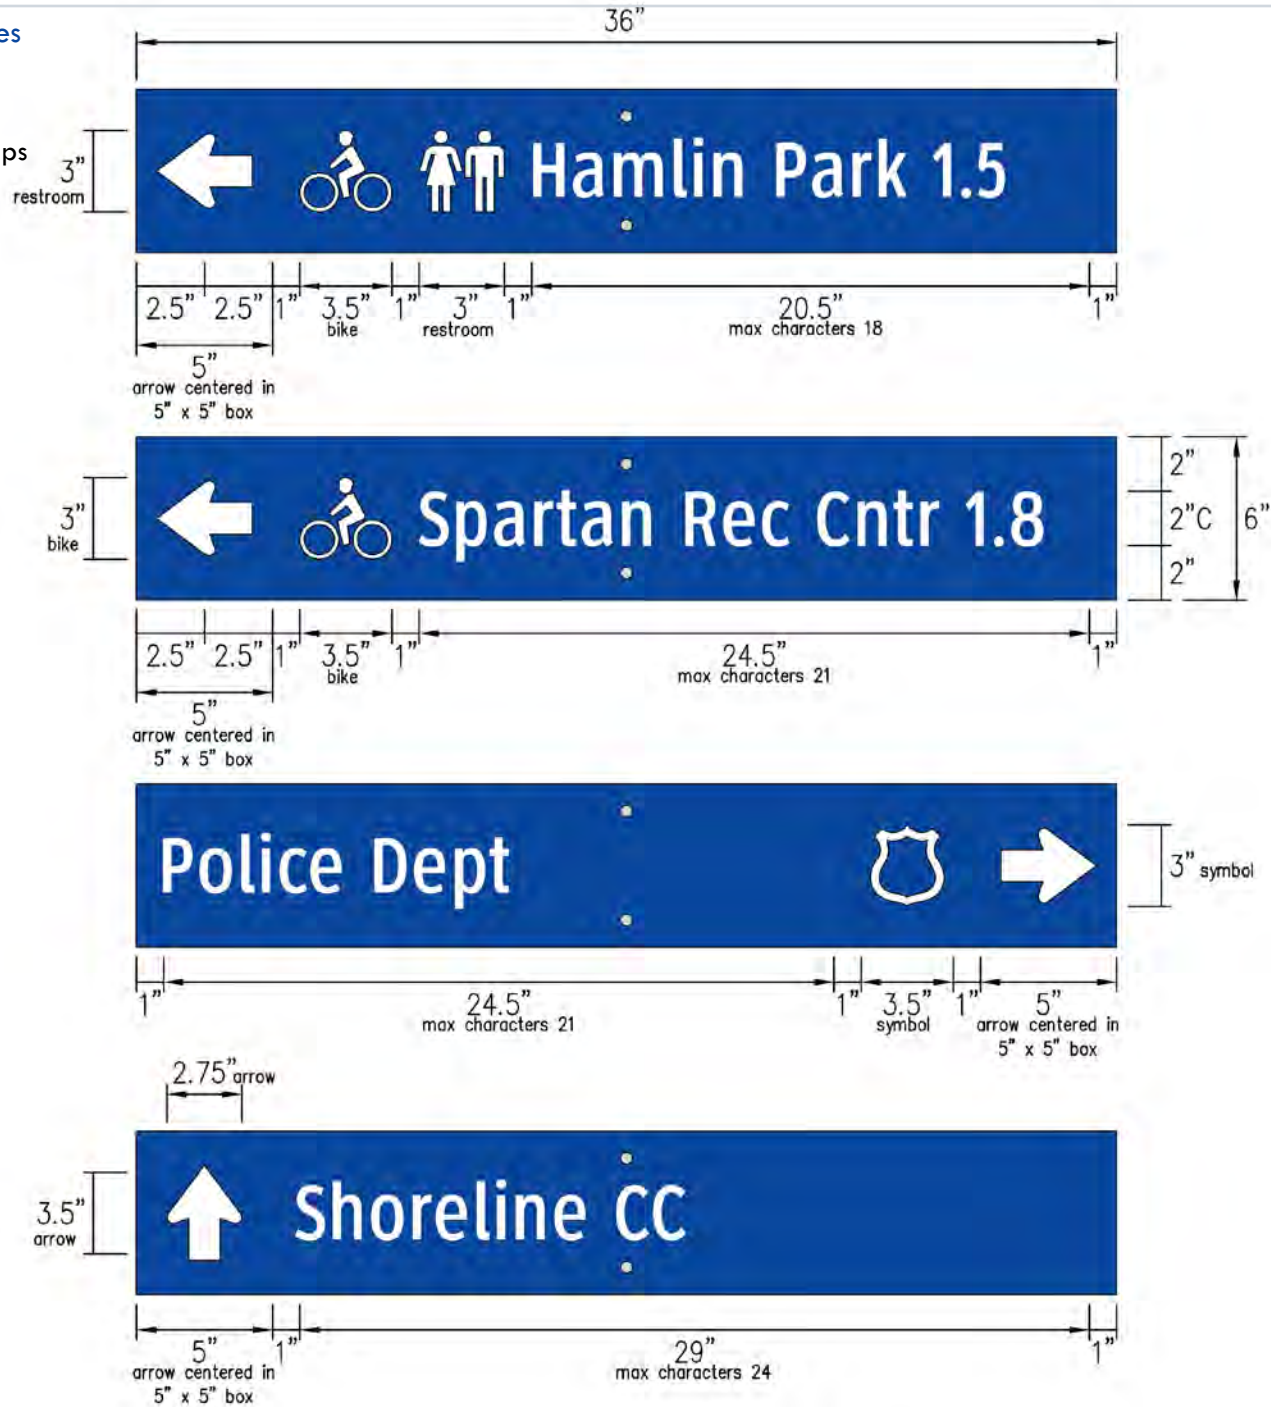 es
36”
ps
3”
restroom
Hamlin Park 1.5
2.5” 2.5” 1” 3.5” 1” 3” 1” 20.5” 1”
bike restroom max characters 18
5”
arrow centered in
5” x 5” box
3”
bike
Spartan Rec Cntr 1.8
2”
2”C 6”
2”
2.5” 2.5” 1” 3.5” 1” 24.5” 1”
bike max characters 21
5”
arrow centered in
5” x 5” box
Police Dept
3” symbol
1” 24.5” 1” 3.5” 1” 5”
max characters 21 symbol arrow centered in
5” x 5” box
2.75” arrow
3.5”
arrow
Shoreline CC
5” 1” 29” 1”
arrow centered in max characters 24
5” x 5” box